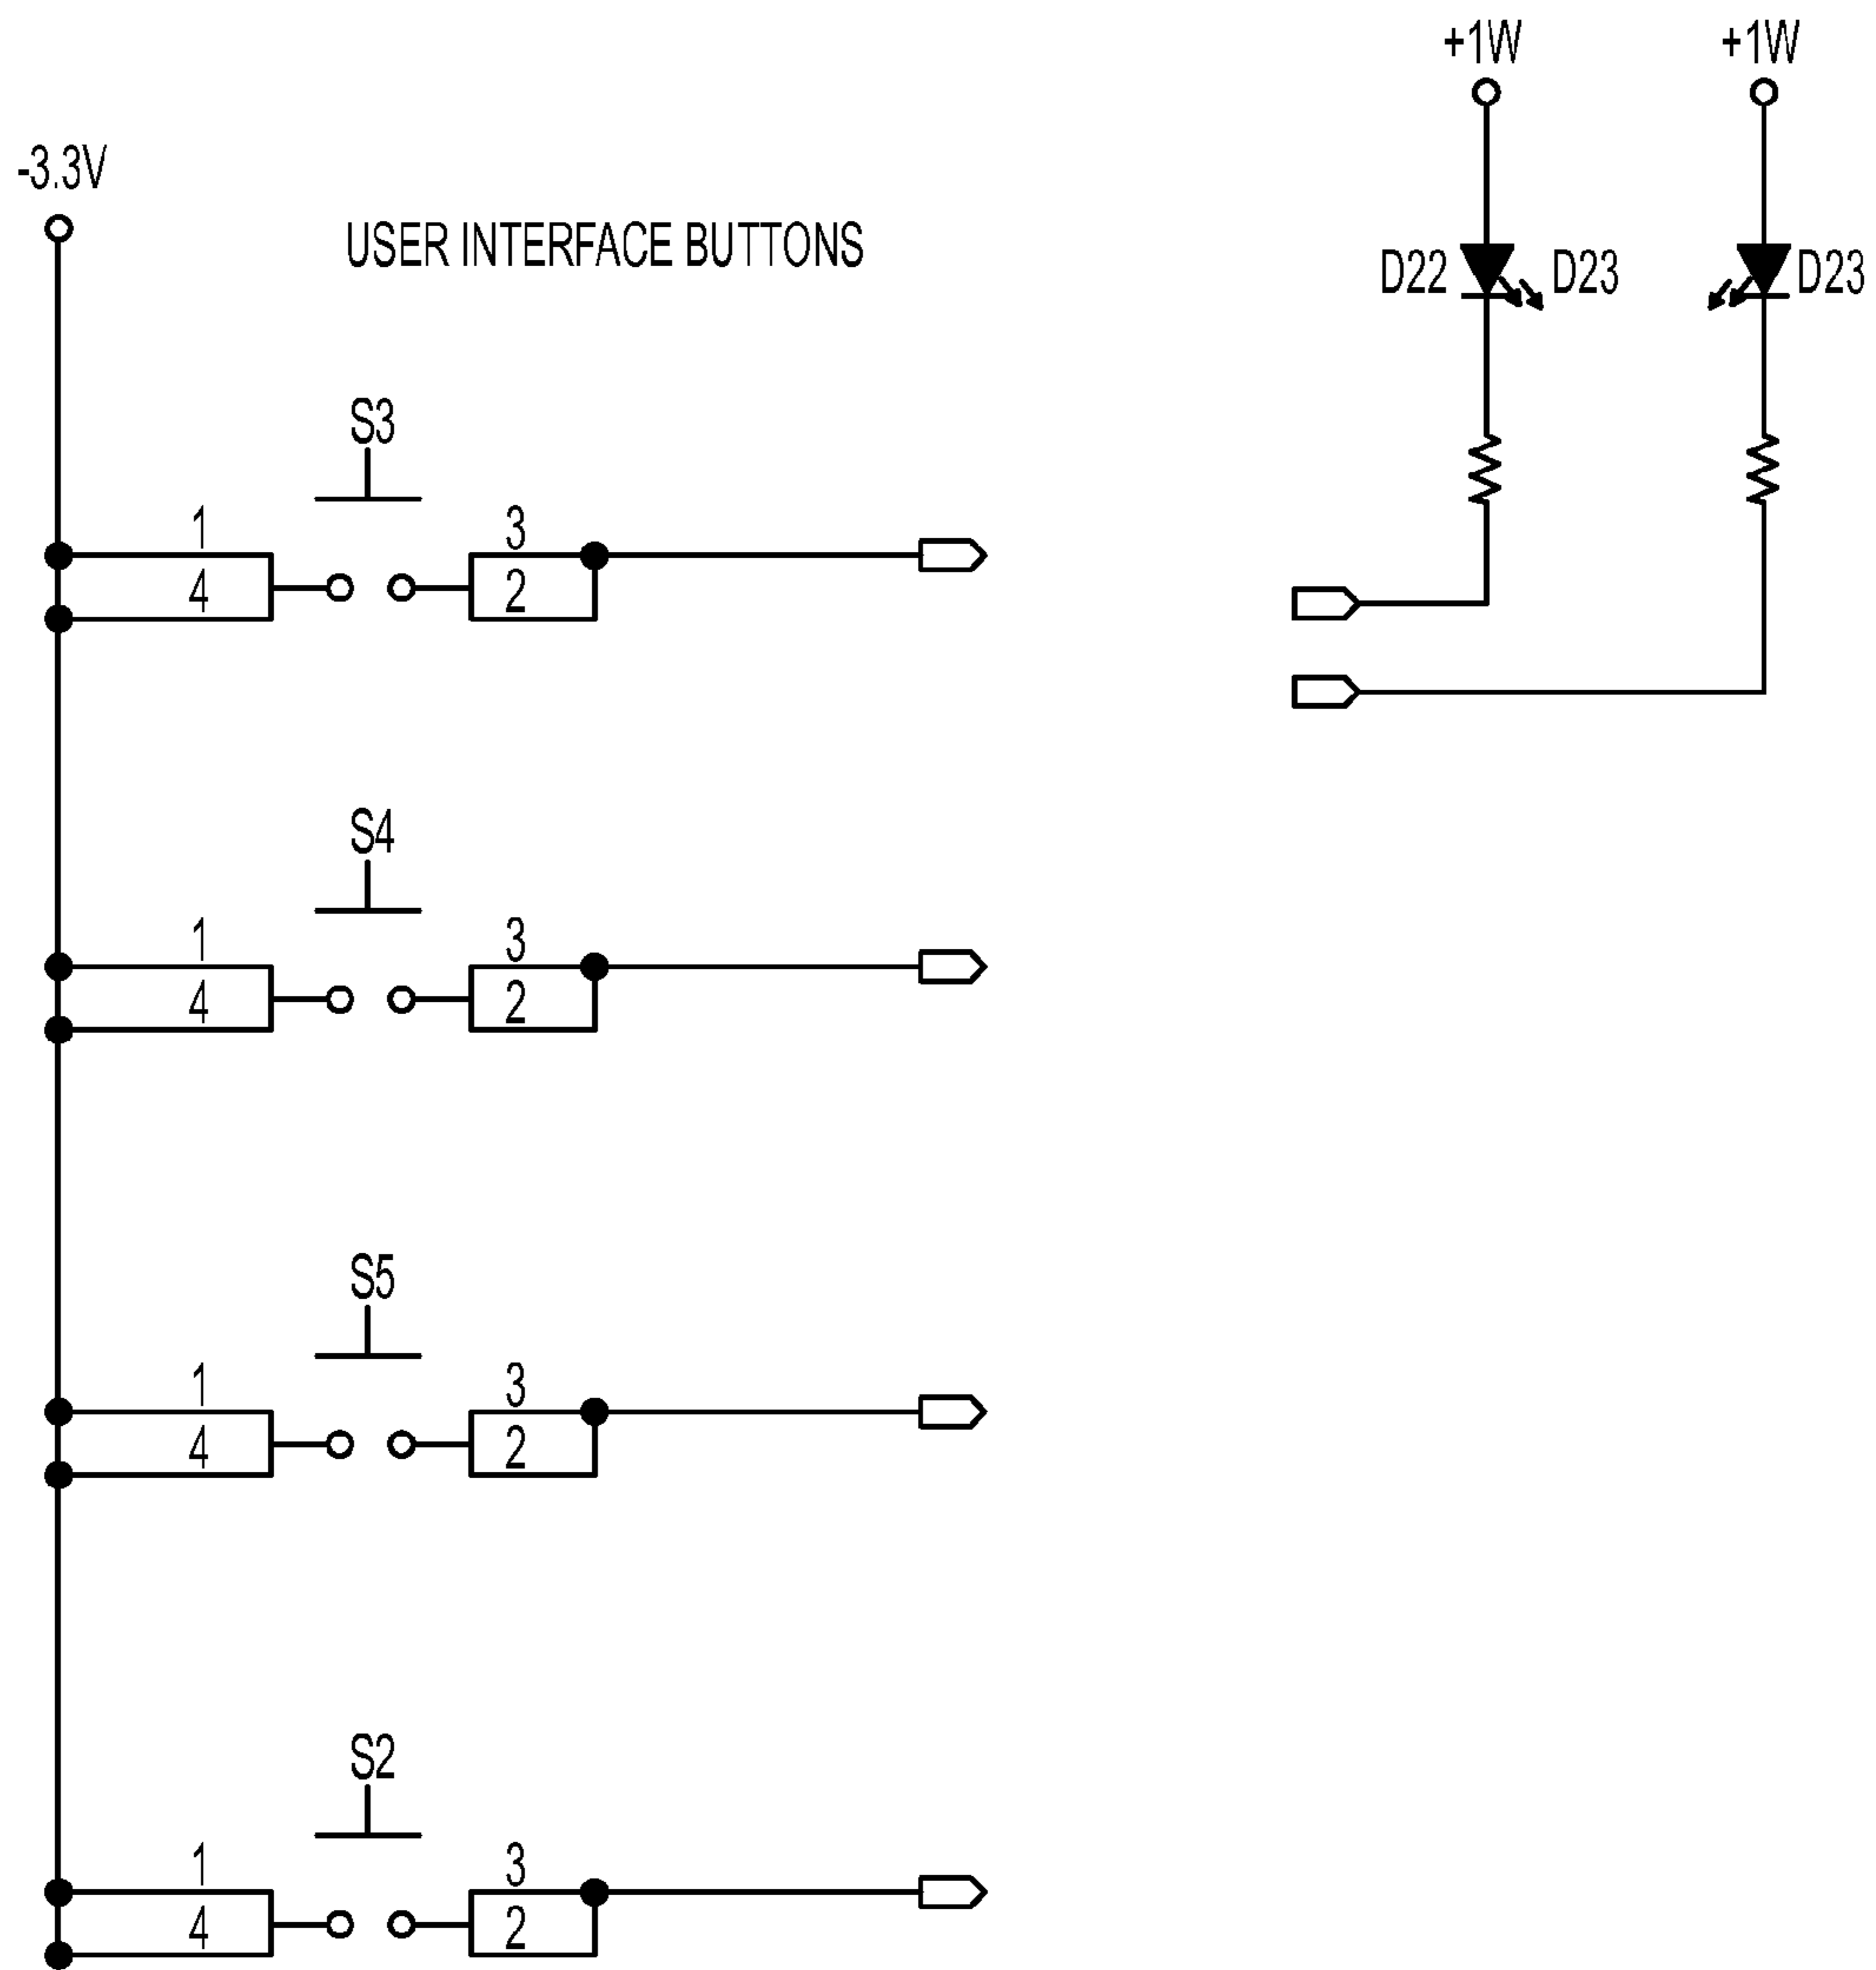 +1W +1W
-3.3V
USER INTERFACE BUTTONS
D22 D23 D23
S3
1 3
4 2
S4
1 3
4 2
S5
1 3
4 2
S2
1 3
4 2